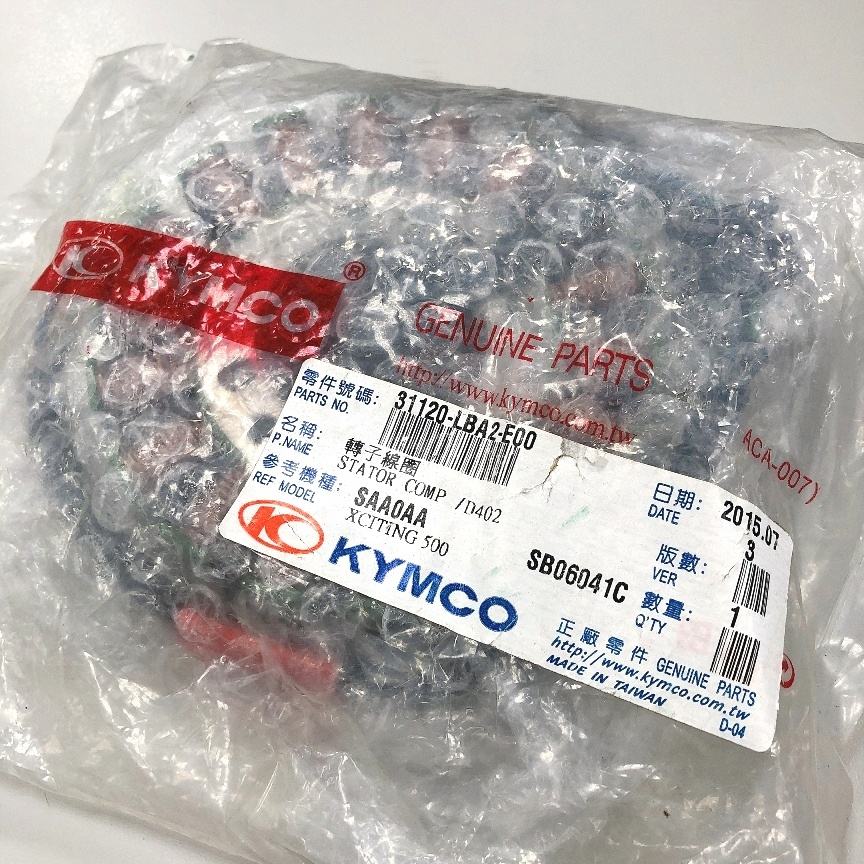 KYMCO®
GENUINE PARTS
http://www.kymco.com.tw
ACA-007)
零件號碼: 31120-LBA2-E00
PARTS NO.
名稱: 轉子線圈
P.NAME STATOR COMP /D402
參考機種: SAA0AA
REF MODEL XCITING 500
日期: 2015.07
DATE
版數: 3
VER
SB06041C
數量: 1
Q'TY
KYMCO
正廠零件 GENUINE PARTS
http://www.kymco.com.tw
MADE IN TAIWAN
D-04